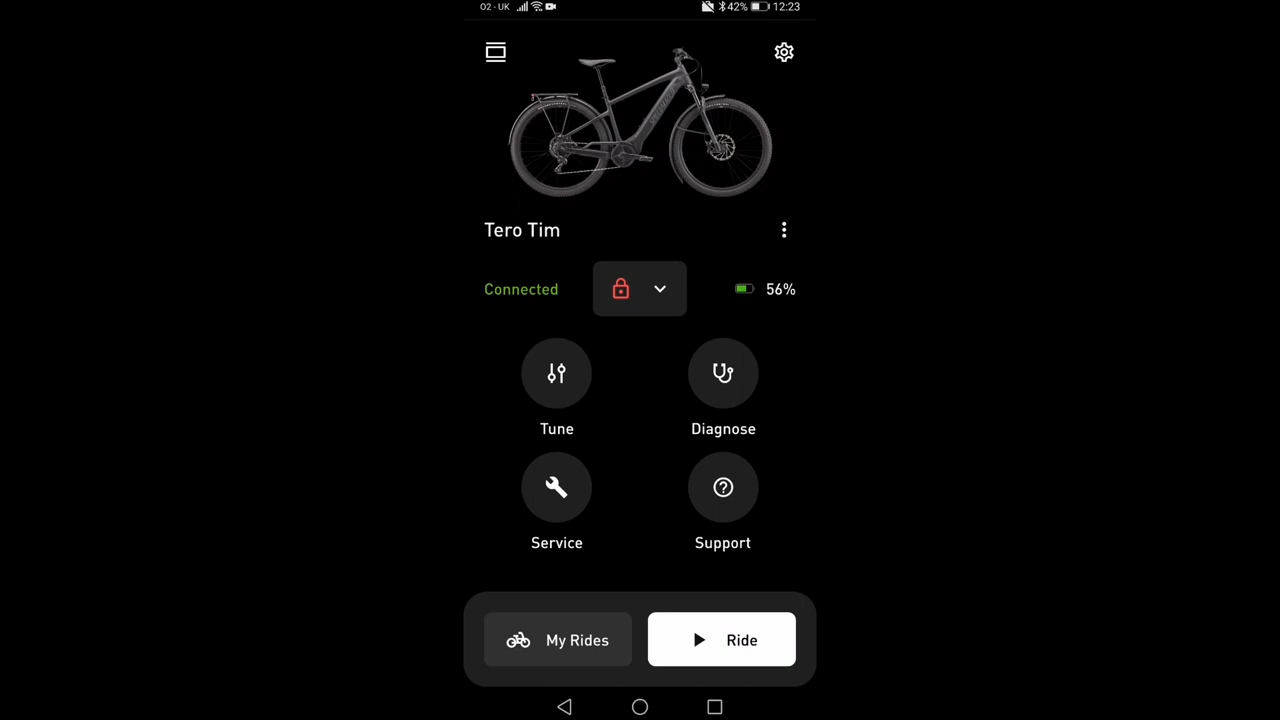 O2 - UK 42% 12:23
Tero Tim
Connected 56%
Tune Diagnose
Service Support
My Rides Ride